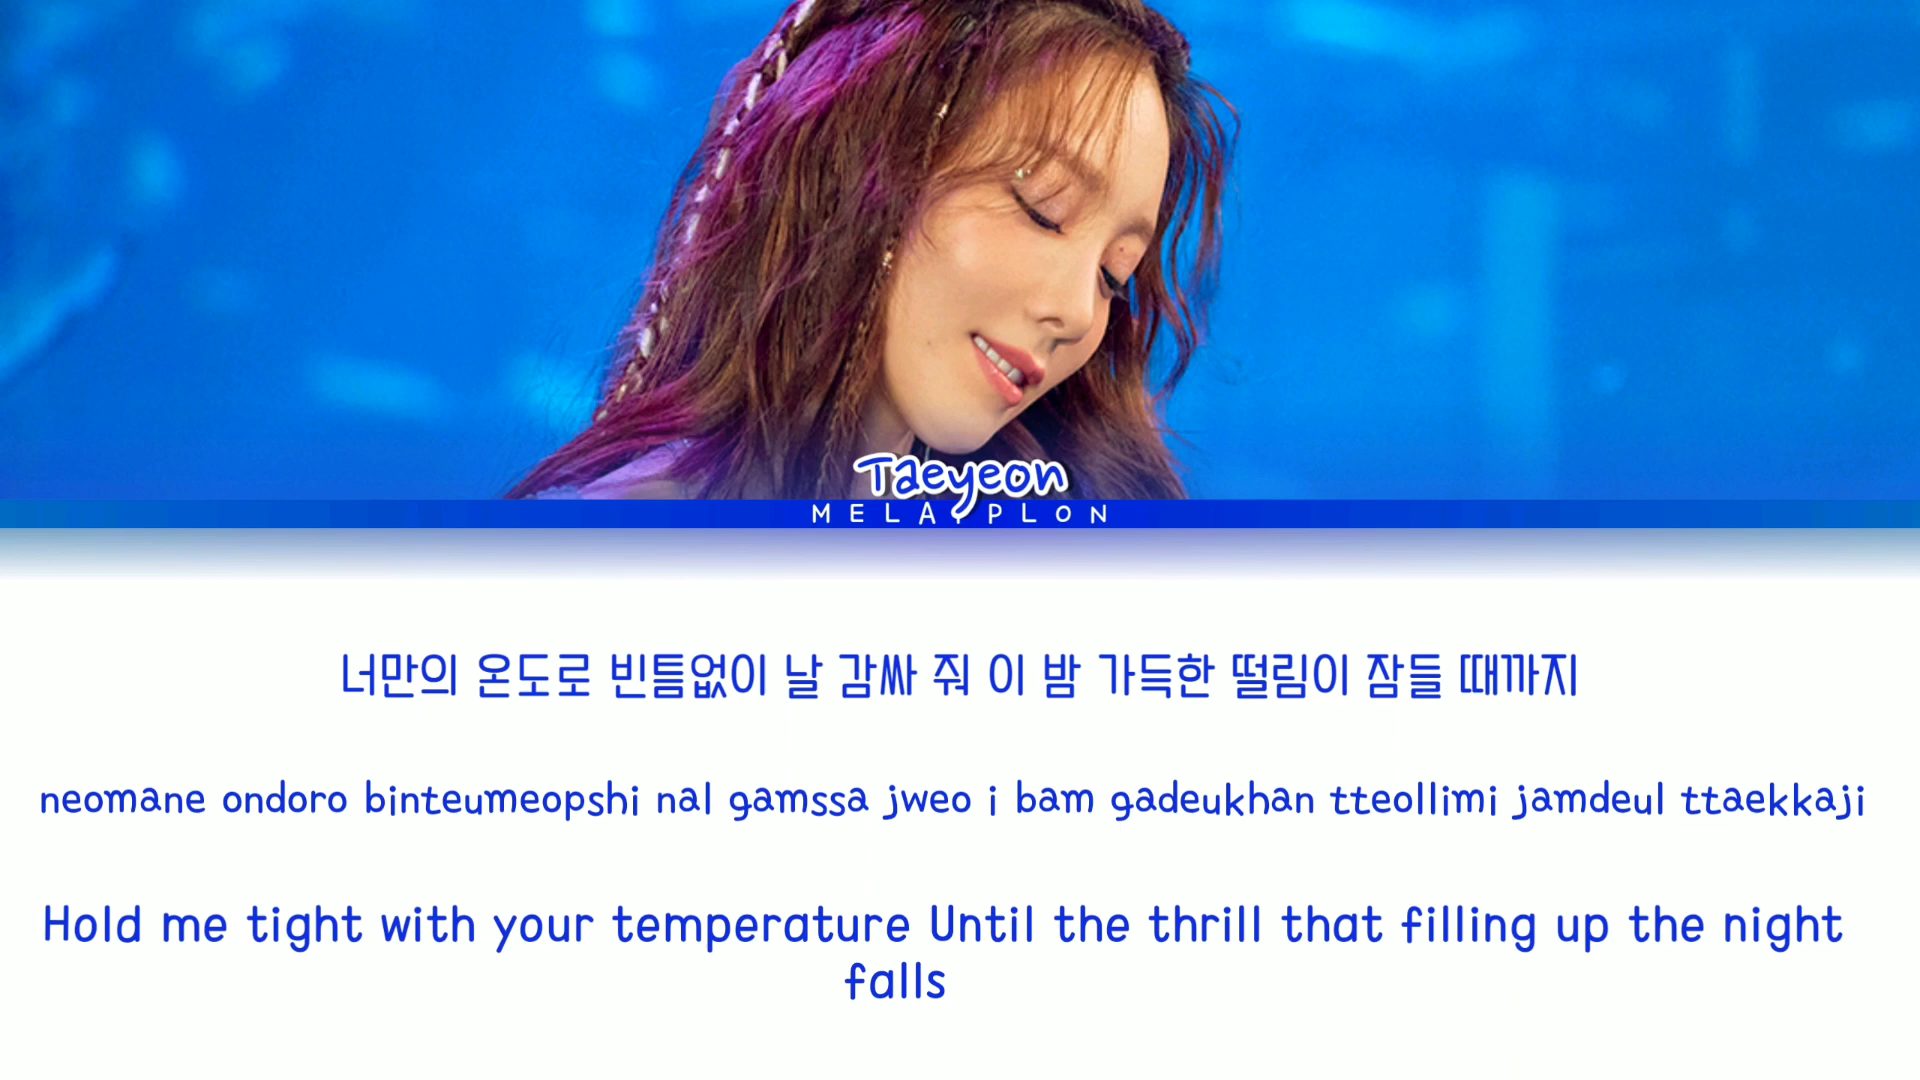 Taeyeon
MELAYPLON
너만의 온도로 빈틈없이 날 감싸 줘 이 밤 가득한 떨림이 잠들 때까지
neomane ondoro binteumeopshi nal gamssa jweo i bam gadeukhan tteollimi jamdeul ttaekkaji
Hold me tight with your temperature Until the thrill that filling up the night
falls